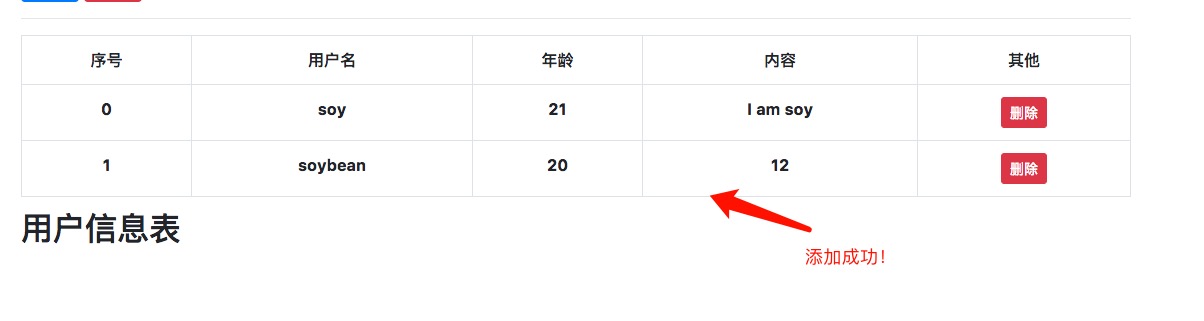 序号 用户名 年龄 内容 其他
0 soy 21 I am soy 删除
1 soybean 20 12 删除
用户信息表
添加成功！